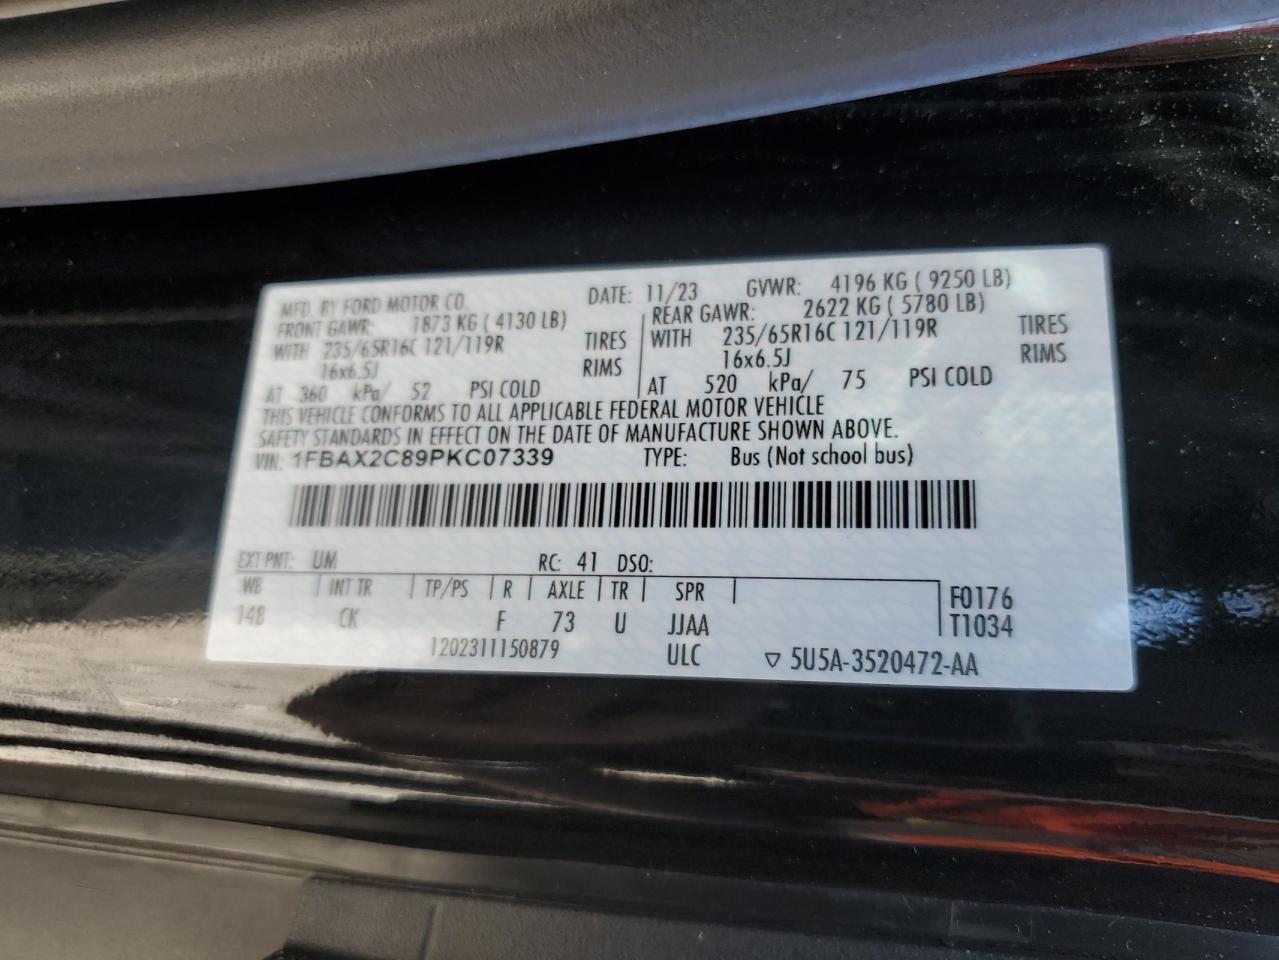 MFD. BY FORD MOTOR CO. DATE: 11/23 GVWR: 4196 KG ( 9250 LB)
FRONT GAWR: 1873 KG ( 4130 LB) REAR GAWR: 2622 KG ( 5780 LB)
WITH 235/65R16C 121/119R TIRES WITH 235/65R16C 121/119R TIRES
16x6.5J RIMS 16x6.5J RIMS
AT 360 kPa/ 52 PSI COLD AT 520 kPa/ 75 PSI COLD
THIS VEHICLE CONFORMS TO ALL APPLICABLE FEDERAL MOTOR VEHICLE
SAFETY STANDARDS IN EFFECT ON THE DATE OF MANUFACTURE SHOWN ABOVE.
VIN: 1FBAX2C89PKC07339 TYPE: Bus (Not school bus)
EXT PNT: UM RC: 41 DSO:
WB INT TR TP/PS R AXLE TR SPR F0176
148 CK F 73 U JJAA T1034
1202311150879 ULC ▽ 5U5A-3520472-AA